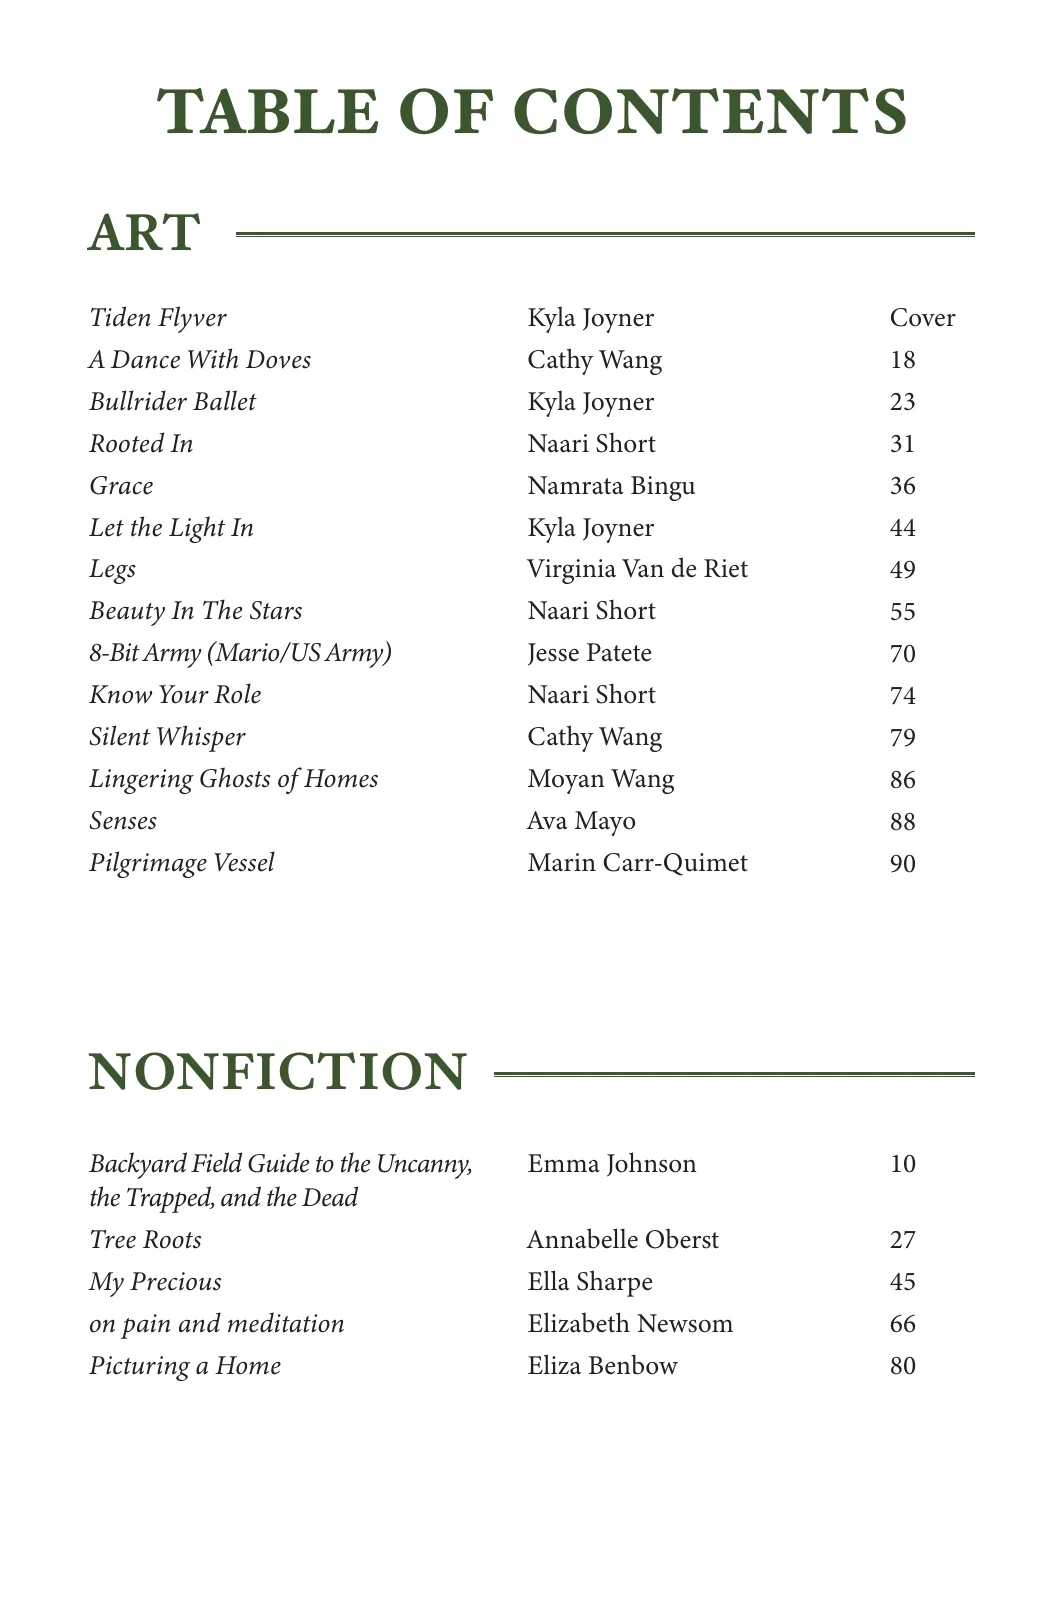 TABLE OF CONTENTS
ART
Tiden Flyver Kyla Joyner Cover
A Dance With Doves Cathy Wang 18
Bullrider Ballet Kyla Joyner 23
Rooted In Naari Short 31
Grace Namrata Bingu 36
Let the Light In Kyla Joyner 44
Legs Virginia Van de Riet 49
Beauty In The Stars Naari Short 55
8-Bit Army (Mario/US Army) Jesse Patete 70
Know Your Role Naari Short 74
Silent Whisper Cathy Wang 79
Lingering Ghosts of Homes Moyan Wang 86
Senses Ava Mayo 88
Pilgrimage Vessel Marin Carr-Quimet 90
NONFICTION
Backyard Field Guide to the Uncanny, Emma Johnson 10
the Trapped, and the Dead
Tree Roots Annabelle Oberst 27
My Precious Ella Sharpe 45
on pain and meditation Elizabeth Newsom 66
Picturing a Home Eliza Benbow 80